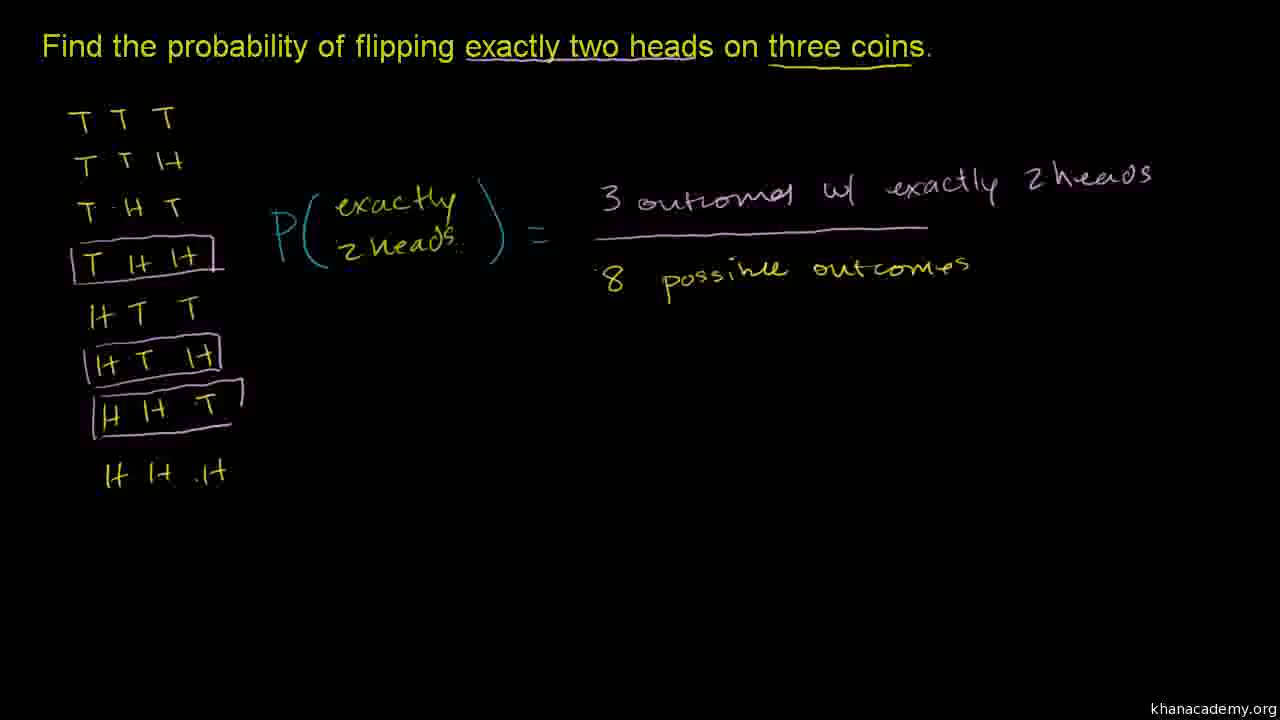 Find the probability of flipping exactly two heads on three coins.
T T T
T T H
T H T
T H H
H T T
H T H
H H T
H H H
P( exactly
2 heads ) =
3 outcomes w/ exactly 2 heads
8 possible outcomes
khanacademy.org